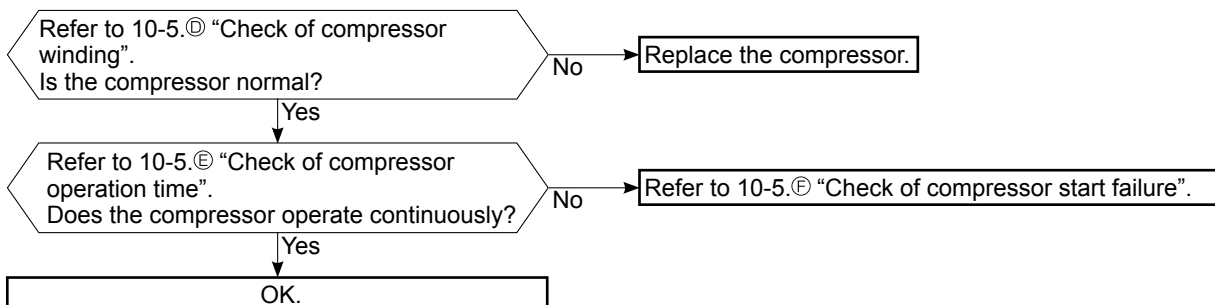 Refer to 10-5.Ⓓ “Check of compressor
winding”.
Is the compressor normal?
No
Replace the compressor.
Yes
Refer to 10-5.Ⓔ “Check of compressor
operation time”.
Does the compressor operate continuously?
No
Refer to 10-5.Ⓕ “Check of compressor start failure”.
Yes
OK.